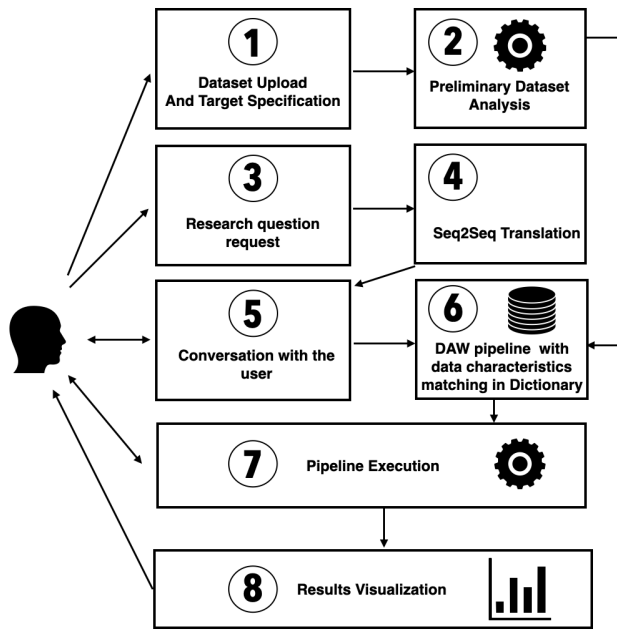 1
Dataset Upload
And Target Specification
2
Preliminary Dataset
Analysis
3
Research question
request
4
Seq2Seq Translation
5
Conversation with the
user
6
DAW pipeline with
data characteristics
matching in Dictionary
7
Pipeline Execution
8
Results Visualization